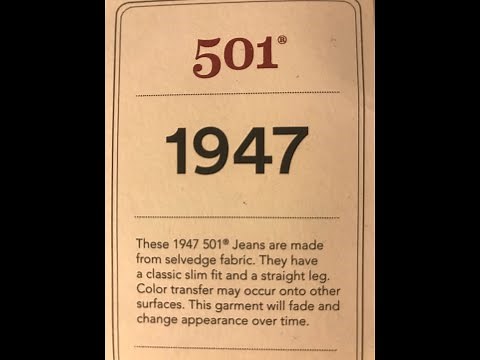 501®
1947
These 1947 501® Jeans are made
from selvedge fabric. They have
a classic slim fit and a straight leg.
Color transfer may occur onto other
surfaces. This garment will fade and
change appearance over time.